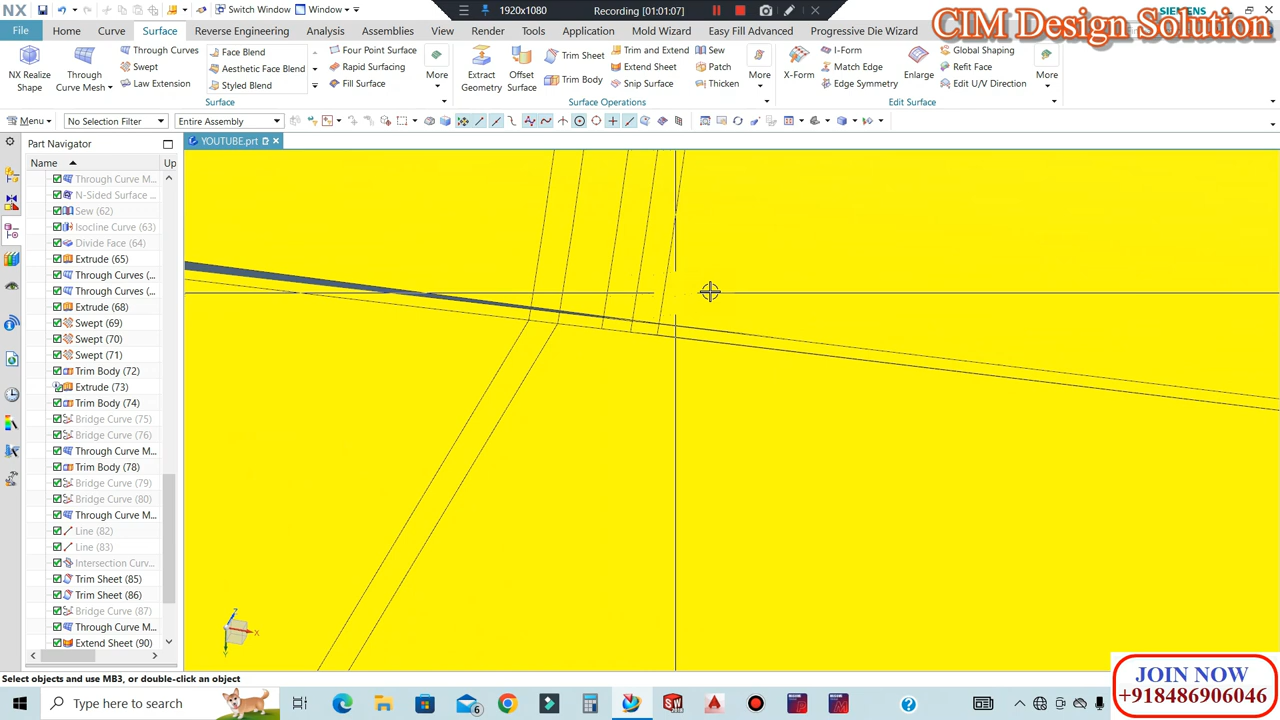 NX
Switch Window
Window
1920x1080
Recording [01:01:07]
SIEMENS
CIM Design Solution
File
Home
Curve
Surface
Reverse Engineering
Analysis
Assemblies
View
Render
Tools
Application
Mold Wizard
Easy Fill Advanced
Progressive Die Wizard
NX Realize Shape
Through Curve Mesh
Through Curves
Swept
Law Extension
Face Blend
Aesthetic Face Blend
Styled Blend
Four Point Surface
Rapid Surfacing
Fill Surface
More
Surface
Extract Geometry
Offset Surface
Trim Sheet
Trim Body
Trim and Extend
Extend Sheet
Snip Surface
Sew
Patch
Thicken
More
Surface Operations
X-Form
I-Form
Match Edge
Edge Symmetry
Enlarge
Global Shaping
Refit Face
Edit U/V Direction
More
Edit Surface
Menu
No Selection Filter
Entire Assembly
Part Navigator
YOUTUBE.prt
Name
Up
Through Curve M...
N-Sided Surface ...
Sew (62)
Isocline Curve (63)
Divide Face (64)
Extrude (65)
Through Curves (...
Through Curves (...
Extrude (68)
Swept (69)
Swept (70)
Swept (71)
Trim Body (72)
Extrude (73)
Trim Body (74)
Bridge Curve (75)
Bridge Curve (76)
Through Curve M...
Trim Body (78)
Bridge Curve (79)
Bridge Curve (80)
Through Curve M...
Line (82)
Line (83)
Intersection Curv...
Trim Sheet (85)
Trim Sheet (86)
Bridge Curve (87)
Through Curve M...
Extend Sheet (90)
Z
X
Y
Select objects and use MB3, or double-click an object
JOIN NOW
+918486906046
Type here to search
6